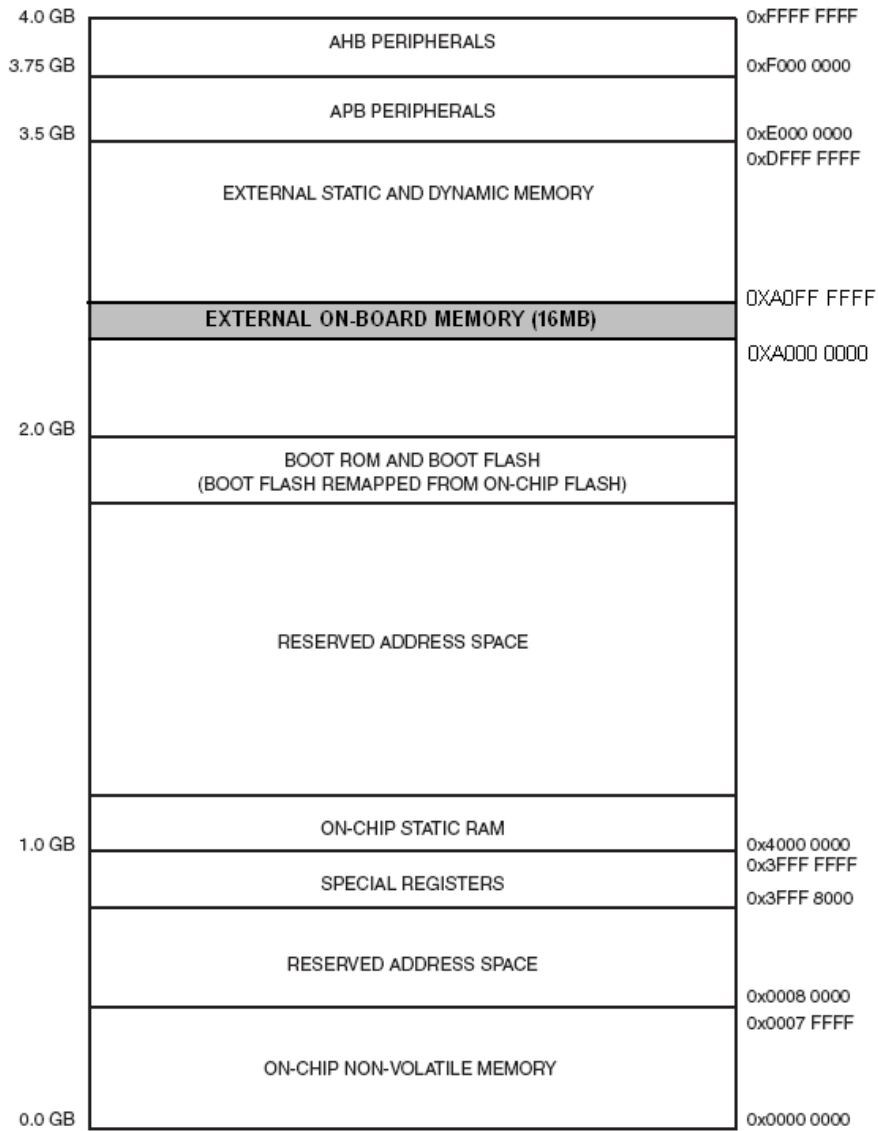 4.0 GB
0xFFFF FFFF
AHB PERIPHERALS
3.75 GB
0xF000 0000
APB PERIPHERALS
3.5 GB
0xE000 0000
0xDFFF FFFF
EXTERNAL STATIC AND DYNAMIC MEMORY
0XA0FF FFFF
EXTERNAL ON-BOARD MEMORY (16MB)
0XA000 0000
2.0 GB
BOOT ROM AND BOOT FLASH
(BOOT FLASH REMAPPED FROM ON-CHIP FLASH)
RESERVED ADDRESS SPACE
ON-CHIP STATIC RAM
1.0 GB
0x4000 0000
0x3FFF FFFF
SPECIAL REGISTERS
0x3FFF 8000
RESERVED ADDRESS SPACE
0x0008 0000
0x0007 FFFF
ON-CHIP NON-VOLATILE MEMORY
0.0 GB
0x0000 0000